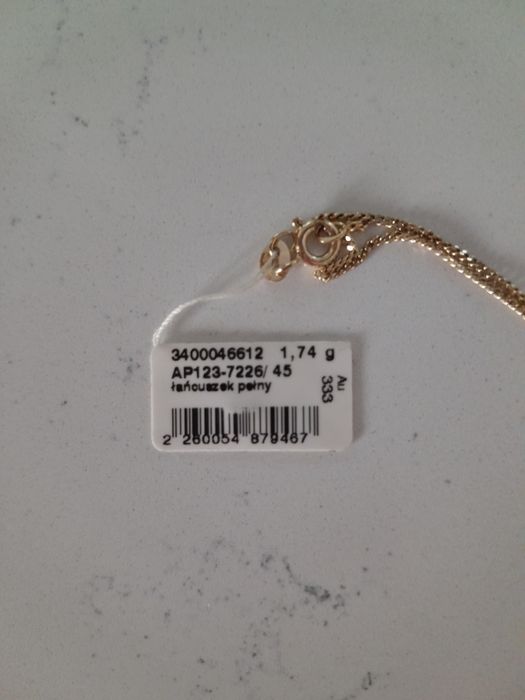 3400046612 1,74 g
AP123-7226/ 45
łańcuszek pełny
Au
333
2 260054 879467